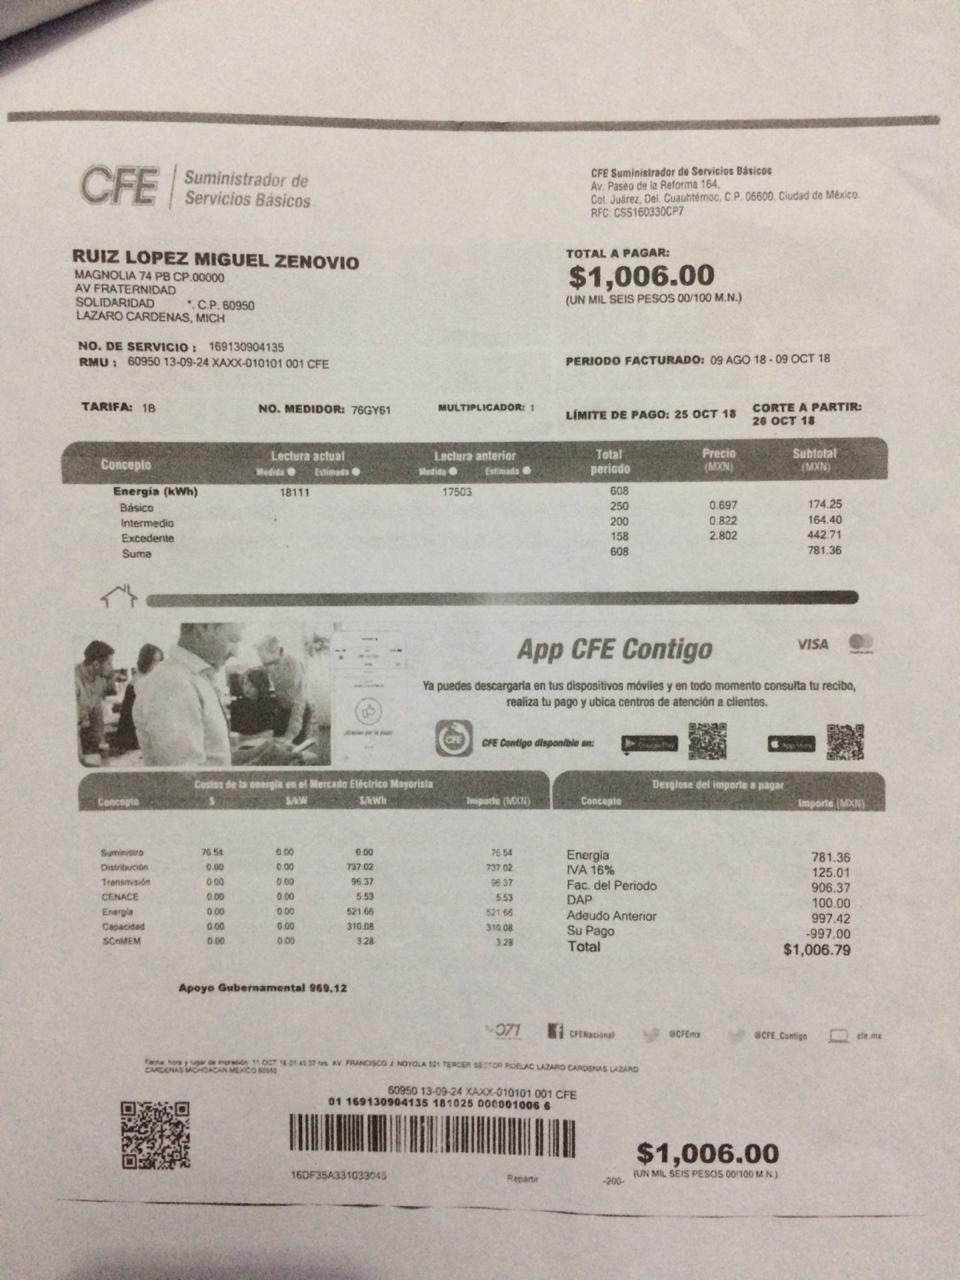 CFE Suministrador de
Servicios Básicos
CFE Suministrador de Servicios Básicos
Av. Paseo de la Reforma 164,
Col. Juárez, Del. Cuauhtémoc, C.P. 06600, Ciudad de México.
RFC: CSS160330CP7
RUIZ LOPEZ MIGUEL ZENOVIO
MAGNOLIA 74 PB CP.00000
AV FRATERNIDAD
SOLIDARIDAD *. C.P. 60950
LAZARO CARDENAS, MICH
TOTAL A PAGAR:
$1,006.00
(UN MIL SEIS PESOS 00/100 M.N.)
NO. DE SERVICIO : 169130904135
RMU : 60950 13-09-24 XAXX-010101 001 CFE
PERIODO FACTURADO: 09 AGO 18 - 09 OCT 18
TARIFA: 1B NO. MEDIDOR: 76GY61 MULTIPLICADOR: 1
LÍMITE DE PAGO: 25 OCT 18 CORTE A PARTIR:
26 OCT 18
Concepto Lectura actual Lectura anterior Total periodo Precio (MXN) Subtotal (MXN)
Medida Estimada Medida Estimada
Energía (kWh) 18111 17503 608
Básico 250 0.697 174.25
Intermedio 200 0.822 164.40
Excedente 158 2.802 442.71
Suma 608 781.36
App CFE Contigo VISA
Ya puedes descargarla en tus dispositivos móviles y en todo momento consulta tu recibo,
realiza tu pago y ubica centros de atención a clientes.
CFE CFE Contigo disponible en: Google Play App Store
Costos de la energía en el Mercado Eléctrico Mayorista
Concepto $ $/kW $/kWh Importe (MXN)
Suministro 76.54 0.00 0.00 76.54
Distribución 0.00 0.00 737.02 737.02
Transmisión 0.00 0.00 96.37 96.37
CENACE 0.00 0.00 5.53 5.53
Energía 0.00 0.00 521.66 521.66
Capacidad 0.00 0.00 310.08 310.08
SCnMEM 0.00 0.00 3.28 3.28
Desglose del importe a pagar
Concepto Importe (MXN)
Energía 781.36
IVA 16% 125.01
Fac. del Periodo 906.37
DAP 100.00
Adeudo Anterior 997.42
Su Pago -997.00
Total $1,006.79
Apoyo Gubernamental 969.12
071 CFENacional @CFEmx @CFE_Contigo cfe.mx
Fecha, hora y lugar de impresión: 11 OCT 18 01:43:37 hrs. AV. FRANCISCO J. NOYOLA 521 TERCER SECTOR FIDELAC LAZARO CARDENAS LAZARO
CARDENAS MICHOACAN MEXICO 60950
60950 13-09-24 XAXX-010101 001 CFE
01 169130904135 181025 000001006 6
16DF35A331033045 Repartir -200-
$1,006.00
(UN MIL SEIS PESOS 00/100 M.N.)